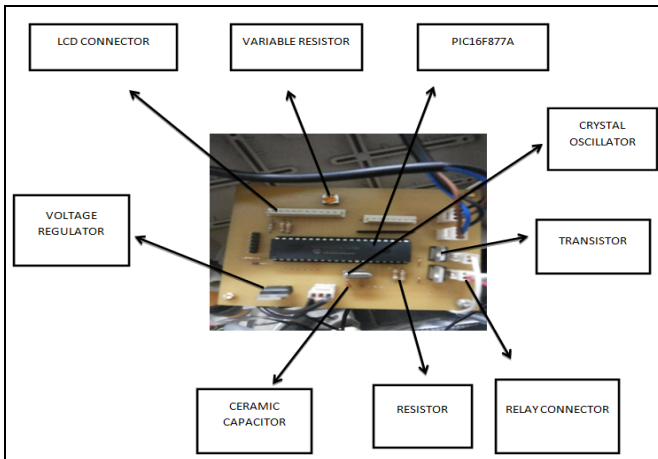 LCD CONNECTOR
VARIABLE RESISTOR
PIC16F877A
CRYSTAL
OSCILLATOR
VOLTAGE
REGULATOR
TRANSISTOR
CERAMIC
CAPACITOR
RESISTOR
RELAY CONNECTOR